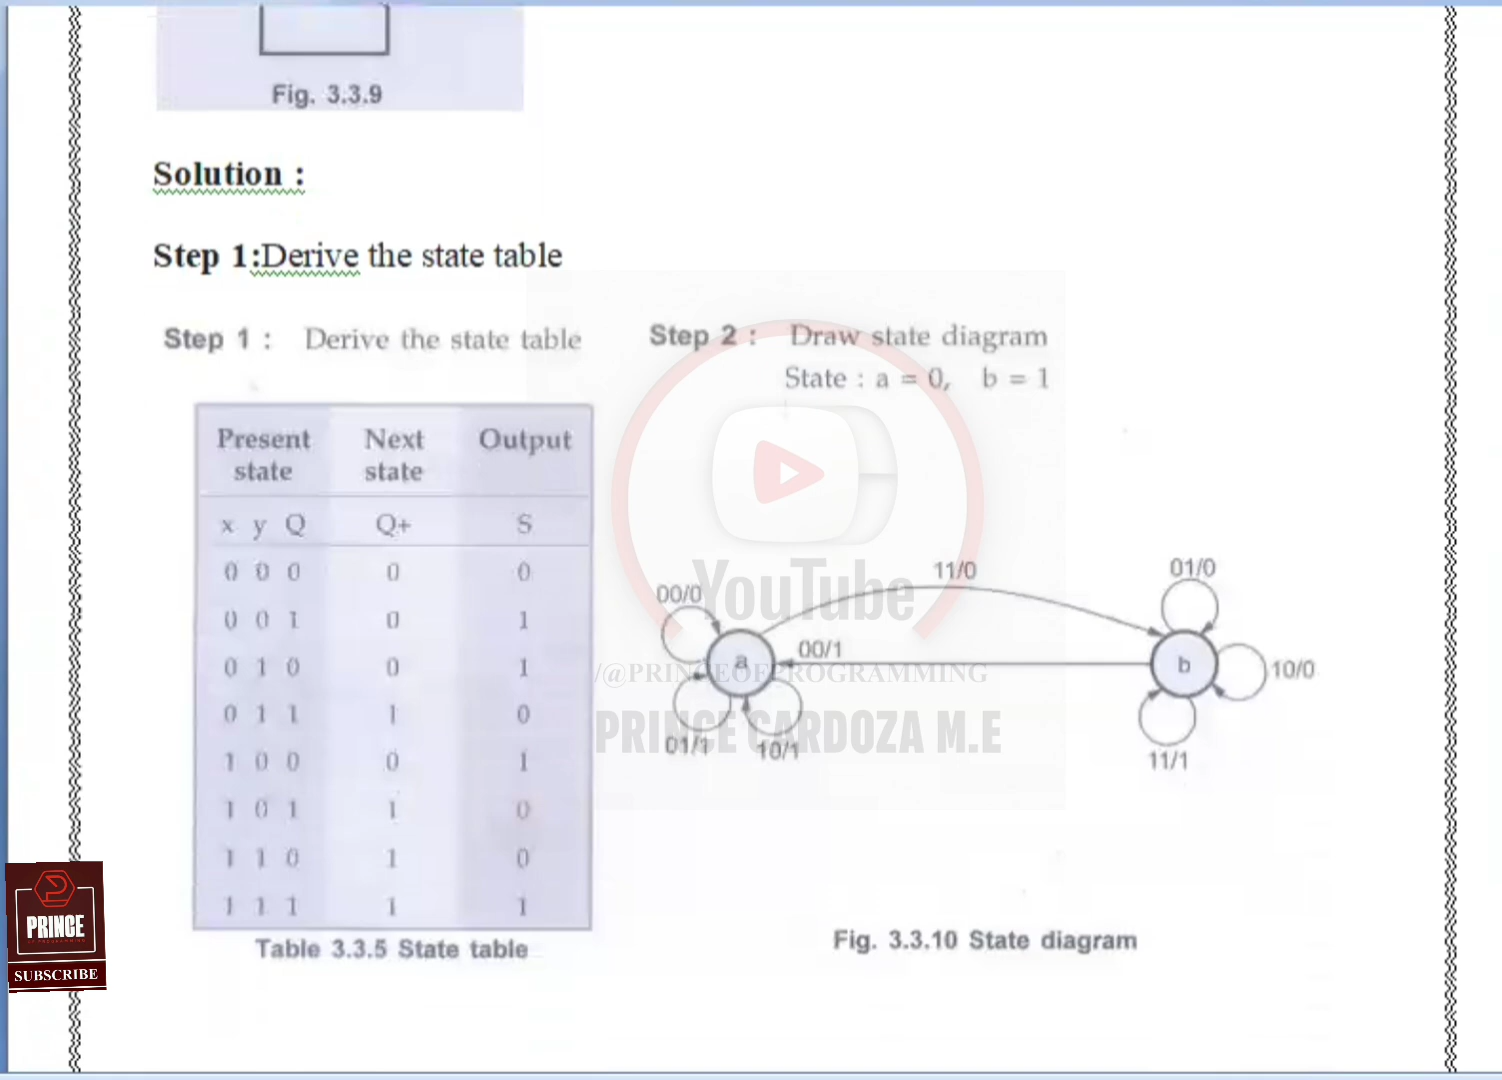 Fig. 3.3.9
Solution :
Step 1:Derive the state table
Step 1 : Derive the state table
Step 2 : Draw state diagram
State : a = 0, b = 1
Present state Next state Output
x y Q Q+ S
0 0 0 0 0
0 0 1 0 1
0 1 0 0 1
0 1 1 1 0
1 0 0 0 1
1 0 1 1 0
1 1 0 1 0
1 1 1 1 1
Table 3.3.5 State table
11/0
01/0
00/0
YouTube
00/1
a
b
10/0
/@PRINCEOFPROGRAMMING
PRINCE CARDOZA M.E
01/1
10/1
11/1
Fig. 3.3.10 State diagram
PRINCE
SUBSCRIBE